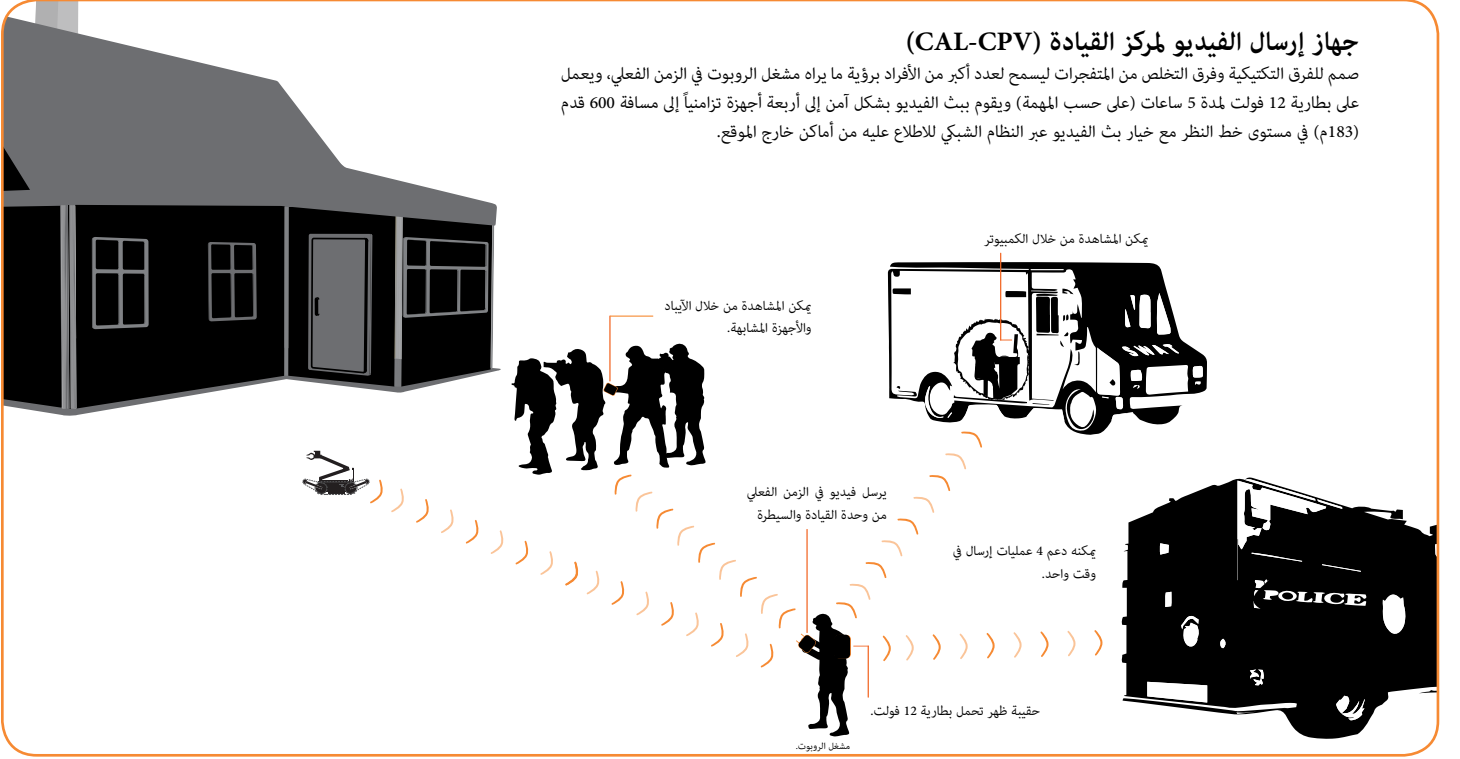 جهاز إرسال الفيديو لمركز القيادة (CAL-CPV)
صمم للفرق التكتيكية وفرق التخلص من المتفجرات ليسمح لعدد أكبر من الأفراد برؤية ما يراه مشغل الروبوت في الزمن الفعلي، ويعمل
على بطارية 12 فولت لمدة 5 ساعات (على حسب المهمة) ويقوم ببث الفيديو بشكل آمن إلى أربعة أجهزة تزامنياً إلى مسافة 600 قدم
(183م) في مستوى خط النظر مع خيار بث الفيديو عبر النظام الشبكي للاطلاع عليه من أماكن خارج الموقع.
يمكن المشاهدة من خلال الكمبيوتر
يمكن المشاهدة من خلال الآيباد
والأجهزة المشابهة.
SWAT
يرسل فيديو في الزمن الفعلي
من وحدة القيادة والسيطرة
يمكنه دعم 4 عمليات إرسال في
وقت واحد.
POLICE
حقيبة ظهر تحمل بطارية 12 فولت.
مشغل الروبوت.